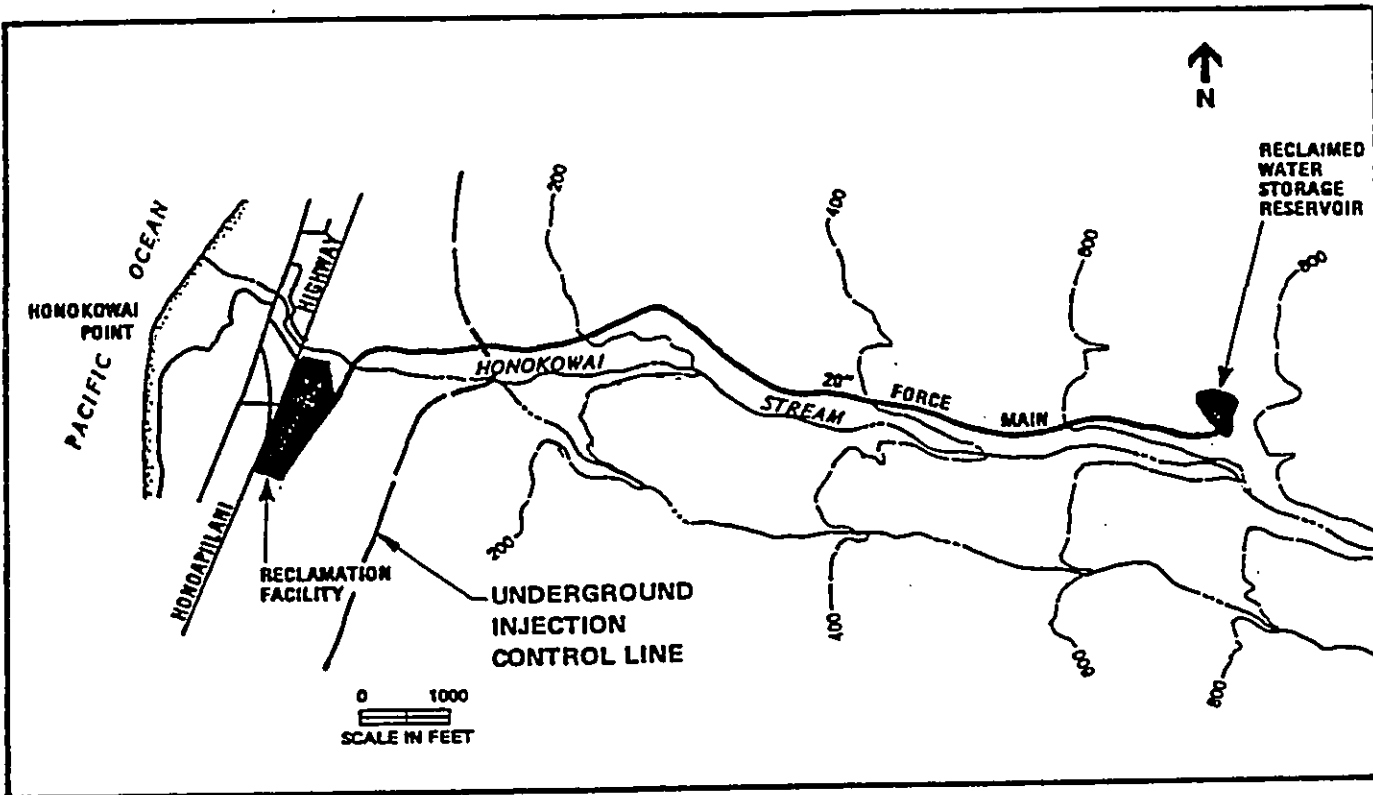 N
RECLAIMED
WATER
STORAGE
RESERVOIR
200
400
800
800
PACIFIC OCEAN
HONOKOWAI
POINT
HIGHWAY
HONOKOWAI
STREAM
20" FORCE MAIN
HONOAPIILANI
RECLAMATION
FACILITY
200
UNDERGROUND
INJECTION
CONTROL LINE
400
600
800
0 1000
SCALE IN FEET